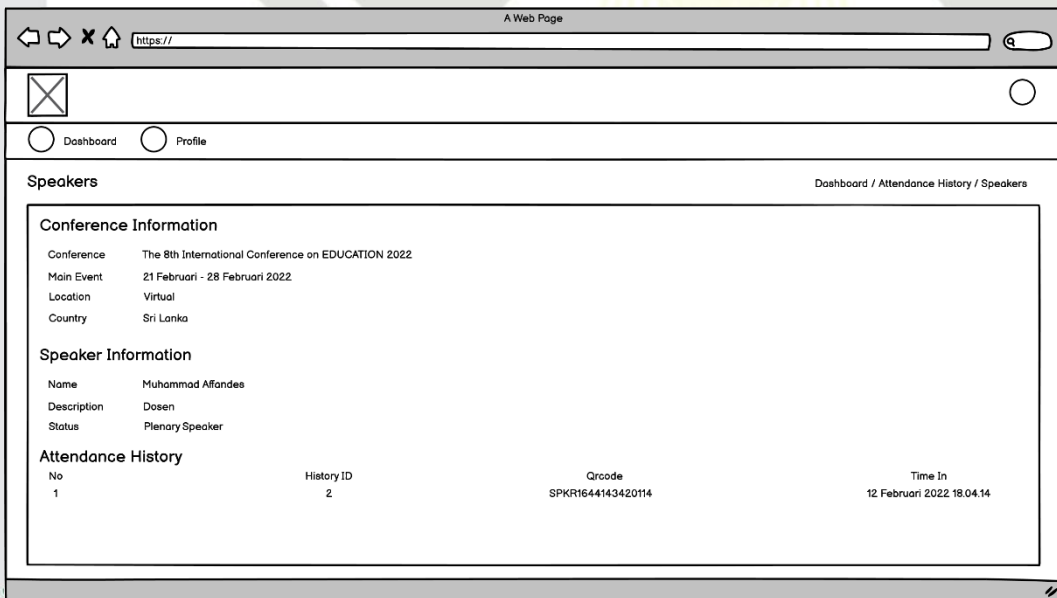 A Web Page
https://
Dashboard Profile
Speakers Dashboard / Attendance History / Speakers
Conference Information
Conference The 8th International Conference on EDUCATION 2022
Main Event 21 Februari - 28 Februari 2022
Location Virtual
Country Sri Lanka
Speaker Information
Name Muhammad Affandes
Description Dosen
Status Plenary Speaker
Attendance History
No History ID Qrcode Time In
1 2 SPKR1644143420114 12 Februari 2022 18.04.14